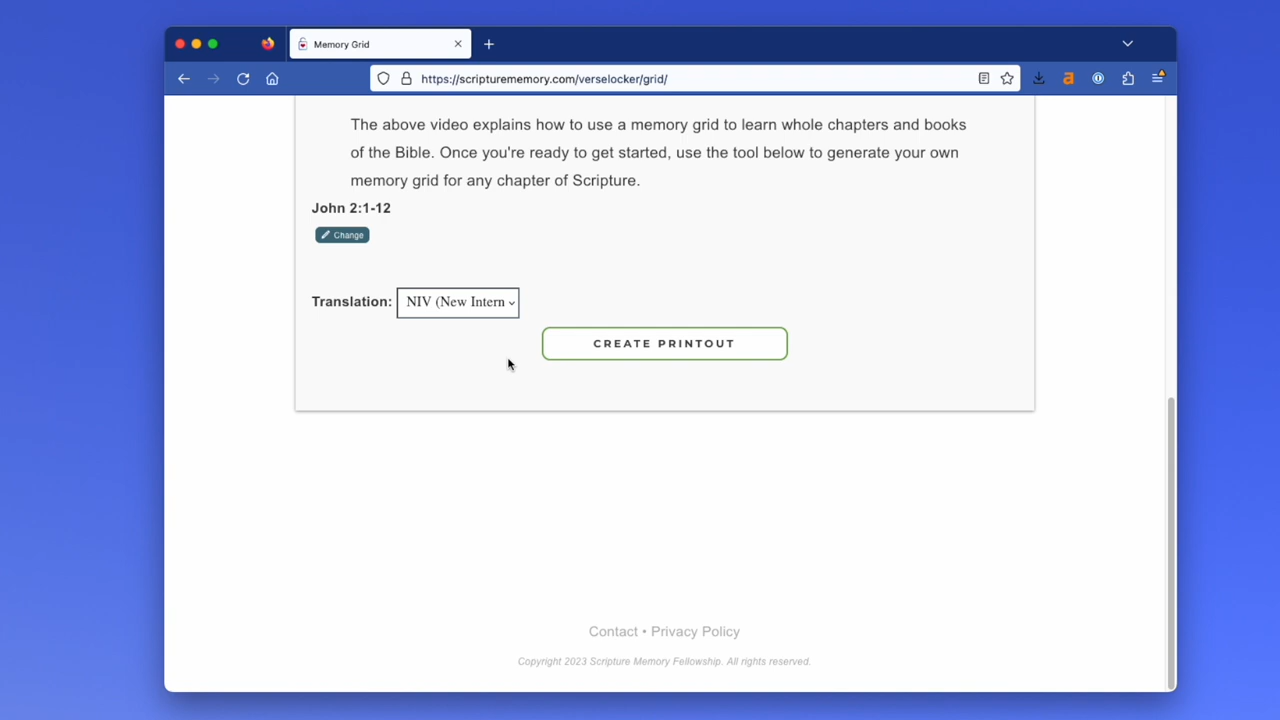 Memory Grid
https://scripturememory.com/verselocker/grid/
The above video explains how to use a memory grid to learn whole chapters and books
of the Bible. Once you're ready to get started, use the tool below to generate your own
memory grid for any chapter of Scripture.
John 2:1-12
Change
Translation: NIV (New Intern
CREATE PRINTOUT
Contact • Privacy Policy
Copyright 2023 Scripture Memory Fellowship. All rights reserved.